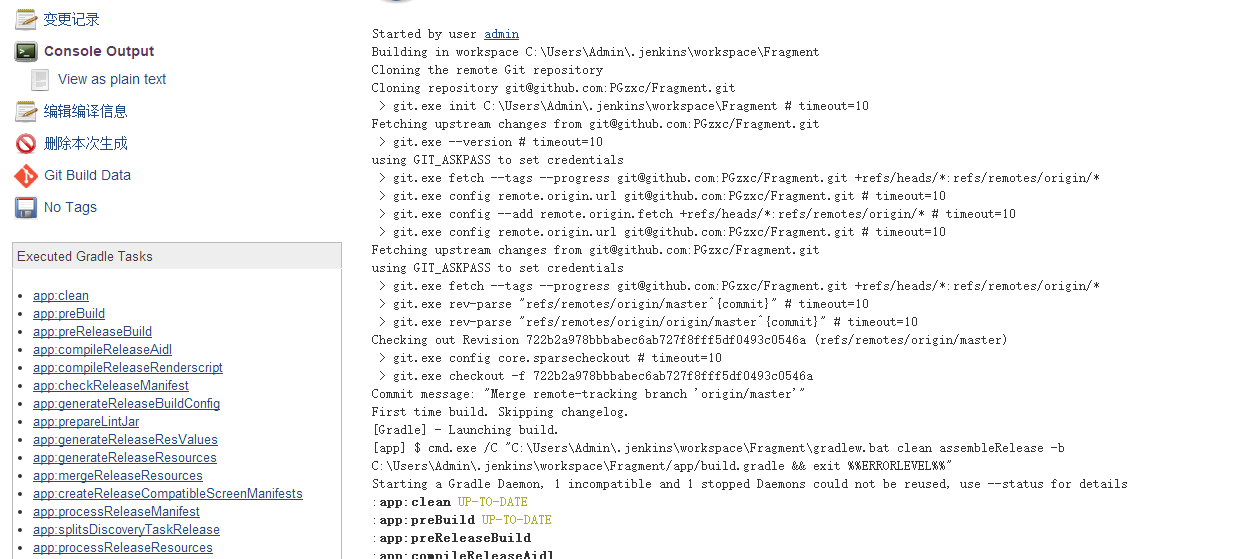 变更记录
Console Output
View as plain text
编辑编译信息
删除本次生成
Git Build Data
No Tags
Executed Gradle Tasks
app:clean
app:preBuild
app:preReleaseBuild
app:compileReleaseAidl
app:compileReleaseRenderscript
app:checkReleaseManifest
app:generateReleaseBuildConfig
app:prepareLintJar
app:generateReleaseResValues
app:generateReleaseResources
app:mergeReleaseResources
app:createReleaseCompatibleScreenManifests
app:processReleaseManifest
app:splitsDiscoveryTaskRelease
app:processReleaseResources
Started by user admin
Building in workspace C:\Users\Admin\.jenkins\workspace\Fragment
Cloning the remote Git repository
Cloning repository git@github.com:PGzxc/Fragment.git
> git.exe init C:\Users\Admin\.jenkins\workspace\Fragment # timeout=10
Fetching upstream changes from git@github.com:PGzxc/Fragment.git
> git.exe --version # timeout=10
using GIT_ASKPASS to set credentials
> git.exe fetch --tags --progress git@github.com:PGzxc/Fragment.git +refs/heads/*:refs/remotes/origin/*
> git.exe config remote.origin.url git@github.com:PGzxc/Fragment.git # timeout=10
> git.exe config --add remote.origin.fetch +refs/heads/*:refs/remotes/origin/* # timeout=10
> git.exe config remote.origin.url git@github.com:PGzxc/Fragment.git # timeout=10
Fetching upstream changes from git@github.com:PGzxc/Fragment.git
using GIT_ASKPASS to set credentials
> git.exe fetch --tags --progress git@github.com:PGzxc/Fragment.git +refs/heads/*:refs/remotes/origin/*
> git.exe rev-parse "refs/remotes/origin/master^{commit}" # timeout=10
> git.exe rev-parse "refs/remotes/origin/origin/master^{commit}" # timeout=10
Checking out Revision 722b2a978bbbabec6ab727f8fff5df0493c0546a (refs/remotes/origin/master)
> git.exe config core.sparsecheckout # timeout=10
> git.exe checkout -f 722b2a978bbbabec6ab727f8fff5df0493c0546a
Commit message: "Merge remote-tracking branch 'origin/master'"
First time build. Skipping changelog.
[Gradle] - Launching build.
[app] $ cmd.exe /C "C:\Users\Admin\.jenkins\workspace\Fragment\gradlew.bat clean assembleRelease -b
C:\Users\Admin\.jenkins\workspace\Fragment/app/build.gradle && exit %%ERRORLEVEL%%"
Starting a Gradle Daemon, 1 incompatible and 1 stopped Daemons could not be reused, use --status for details
:app:clean UP-TO-DATE
:app:preBuild UP-TO-DATE
:app:preReleaseBuild
:app:compileReleaseAidl